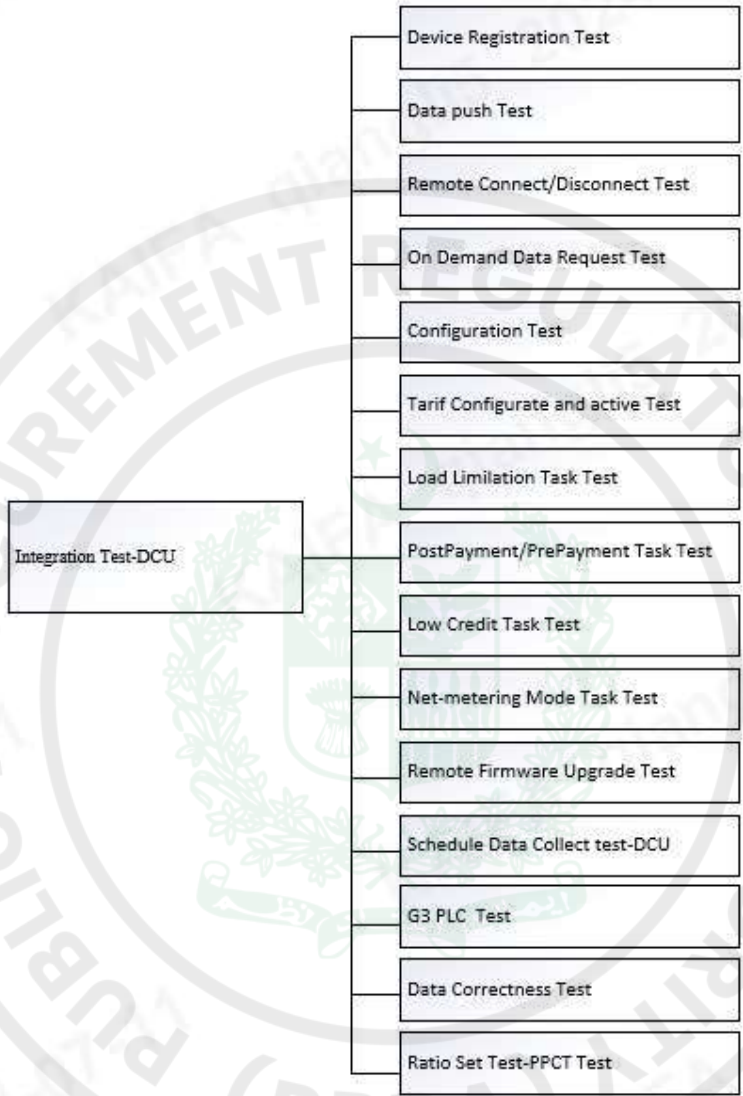 Device Registration Test
Data push Test
Remote Connect/Disconnect Test
On Demand Data Request Test
Configuration Test
Tarif Configurate and active Test
Load Limilation Task Test
Integration Test-DCU
PostPayment/PrePayment Task Test
Low Credit Task Test
Net-metering Mode Task Test
Remote Firmware Upgrade Test
Schedule Data Collect test-DCU
G3 PLC Test
Data Correctness Test
Ratio Set Test-PPCT Test